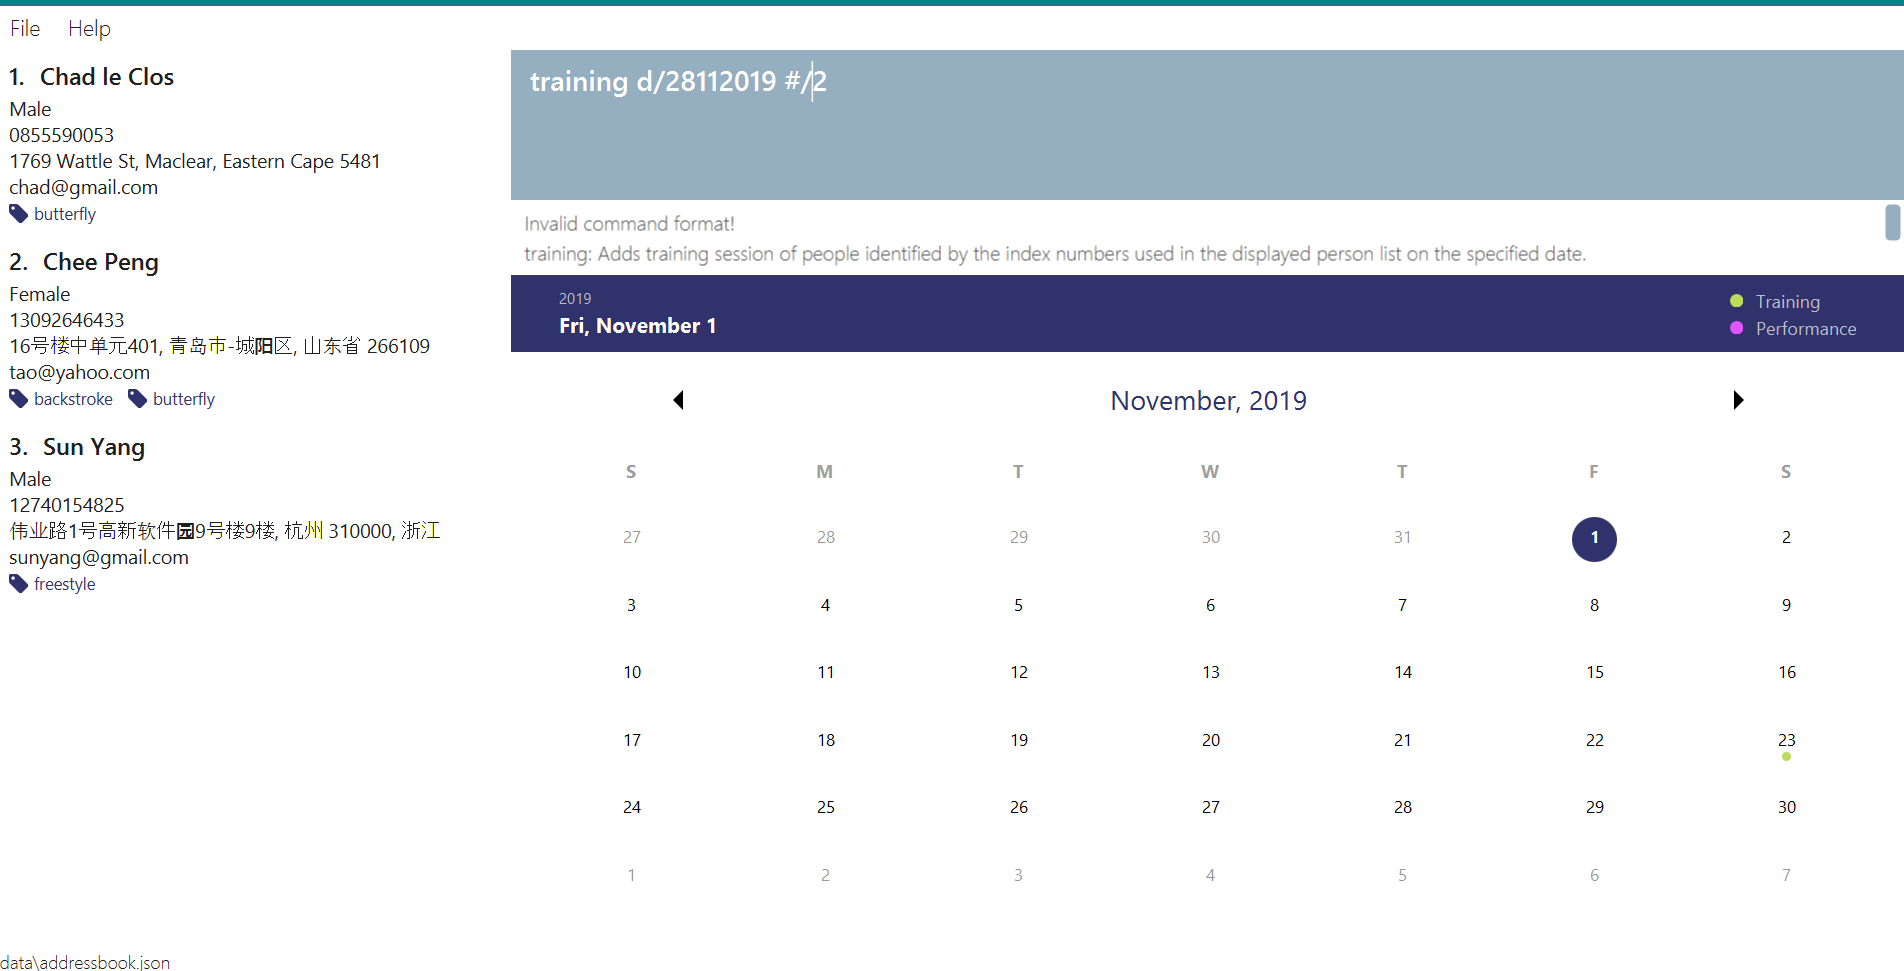 File Help
1. Chad le Clos
Male
0855590053
1769 Wattle St, Maclear, Eastern Cape 5481
chad@gmail.com
butterfly
2. Chee Peng
Female
13092646433
16号楼中单元401, 青岛市-城阳区, 山东省 266109
tao@yahoo.com
backstroke butterfly
3. Sun Yang
Male
12740154825
伟业路1号高新软件园9号楼9楼, 杭州 310000, 浙江
sunyang@gmail.com
freestyle
training d/28112019 #/2
Invalid command format!
training: Adds training session of people identified by the index numbers used in the displayed person list on the specified date.
2019
Fri, November 1
Training
Performance
November, 2019
S M T W T F S
27 28 29 30 31 1 2
3 4 5 6 7 8 9
10 11 12 13 14 15 16
17 18 19 20 21 22 23
24 25 26 27 28 29 30
1 2 3 4 5 6 7
data\addressbook.json